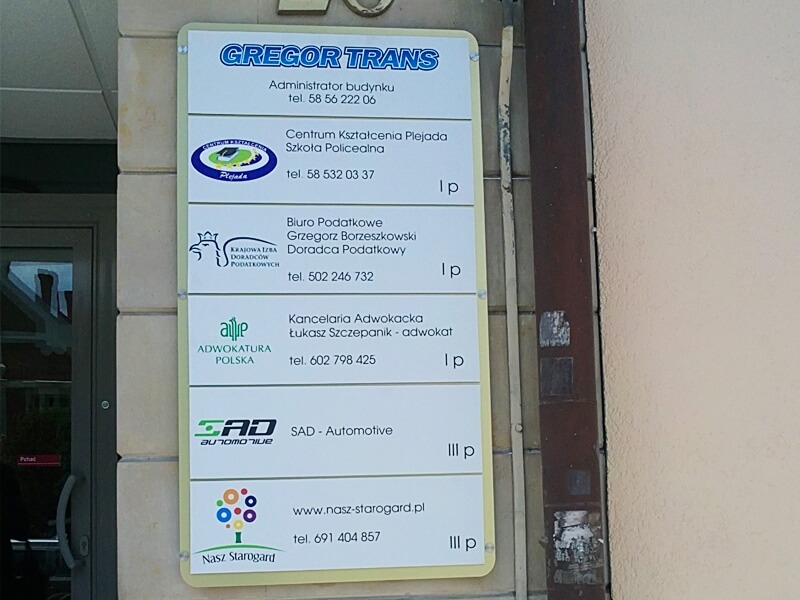 GREGOR TRANS
Administrator budynku
tel. 58 56 222 06
CENTRUM KSZTAŁCENIA
Plejada
Centrum Kształcenia Plejada
Szkoła Policealna
tel. 58 532 03 37
I p
KRAJOWA IZBA
DORADCÓW
PODATKOWYCH
Biuro Podatkowe
Grzegorz Borzeszkowski
Doradca Podatkowy
tel. 502 246 732
I p
ADWOKATURA
POLSKA
Kancelaria Adwokacka
Łukasz Szczepanik - adwokat
tel. 602 798 425
I p
SAD
AUTOMOTIVE
SAD - Automotive
III p
Nasz Starogard
www.nasz-starogard.pl
tel. 691 404 857
III p
Pchać